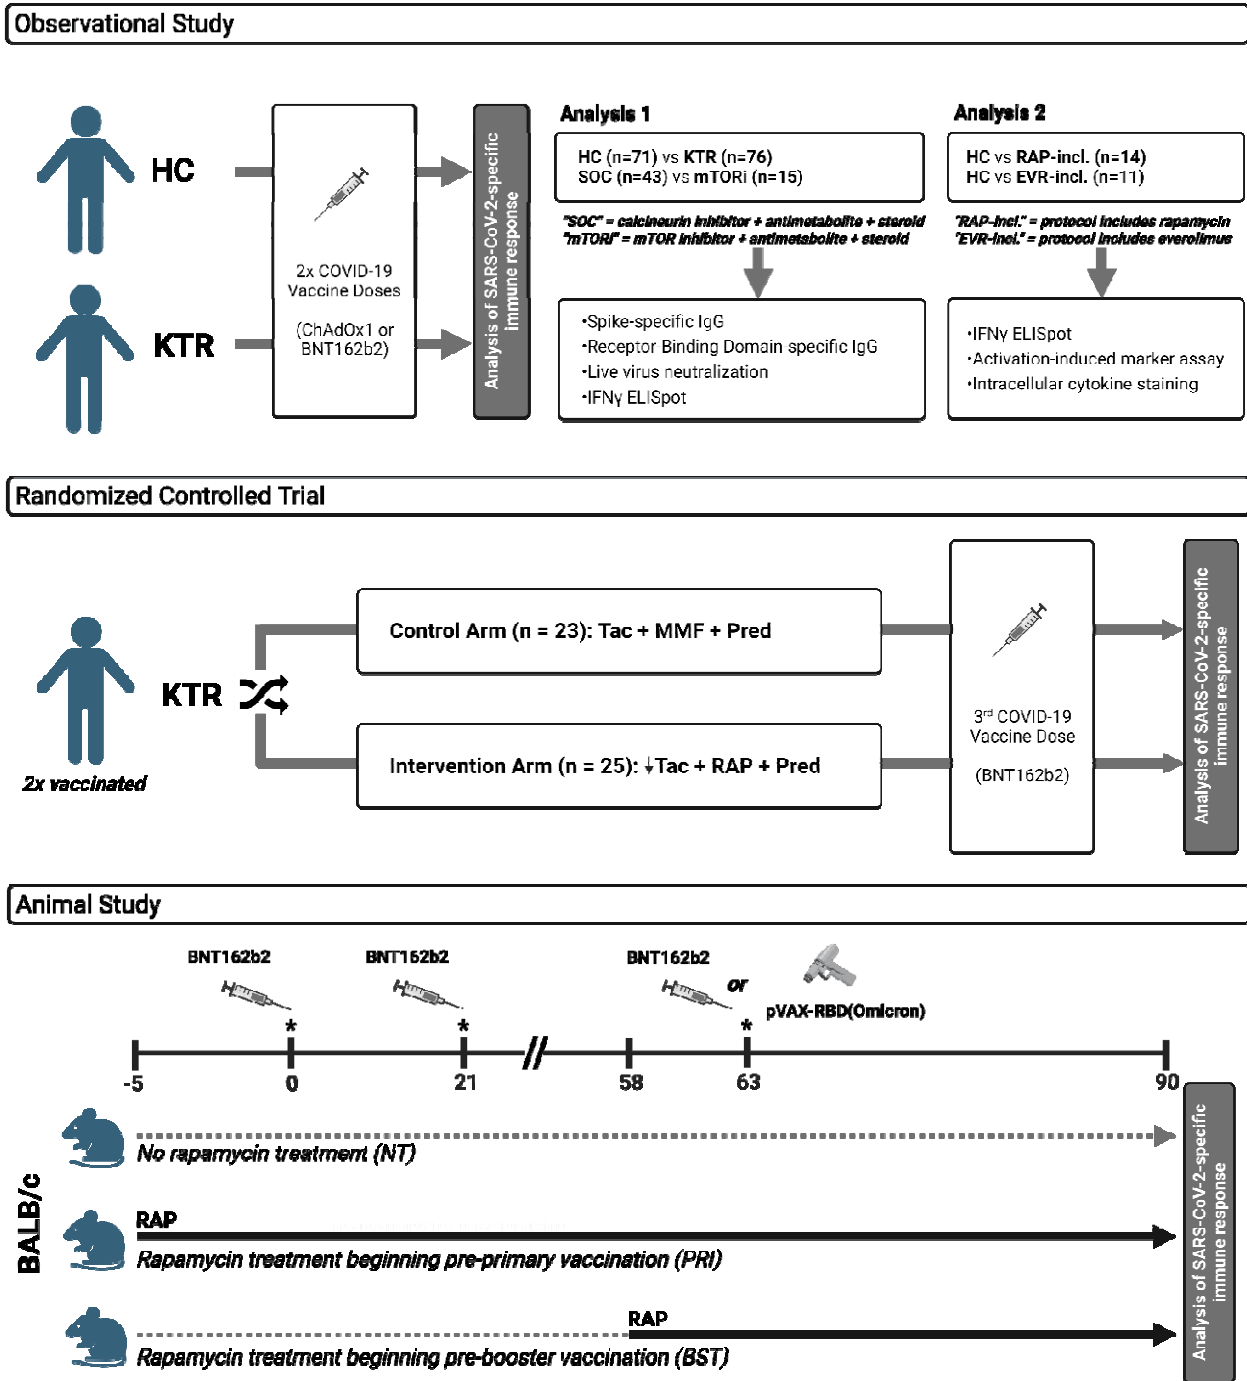 Observational Study
HC
KTR
2x COVID-19
Vaccine Doses
(ChAdOx1 or
BNT162b2)
Analysis of SARS-CoV-2-specific
immune response
Analysis 1
HC (n=71) vs KTR (n=76)
SOC (n=43) vs mTORi (n=15)
"SOC" = calcineurin inhibitor + antimetabolite + steroid
"mTORi" = mTOR inhibitor + antimetabolite + steroid
•Spike-specific IgG
•Receptor Binding Domain-specific IgG
•Live virus neutralization
•IFNγ ELISpot
Analysis 2
HC vs RAP-incl. (n=14)
HC vs EVR-incl. (n=11)
"RAP-incl." = protocol includes rapamycin
"EVR-incl." = protocol includes everolimus
•IFNγ ELISpot
•Activation-induced marker assay
•Intracellular cytokine staining
Randomized Controlled Trial
KTR
2x vaccinated
Control Arm (n = 23): Tac + MMF + Pred
Intervention Arm (n = 25): ↓Tac + RAP + Pred
3rd COVID-19
Vaccine Dose
(BNT162b2)
Analysis of SARS-CoV-2-specific
immune response
Animal Study
BNT162b2
BNT162b2
BNT162b2
or
pVAX-RBD(Omicron)
* * *
-5 0 21 58 63 90
BALB/c
No rapamycin treatment (NT)
RAP
Rapamycin treatment beginning pre-primary vaccination (PRI)
RAP
Rapamycin treatment beginning pre-booster vaccination (BST)
Analysis of SARS-CoV-2-specific
immune response